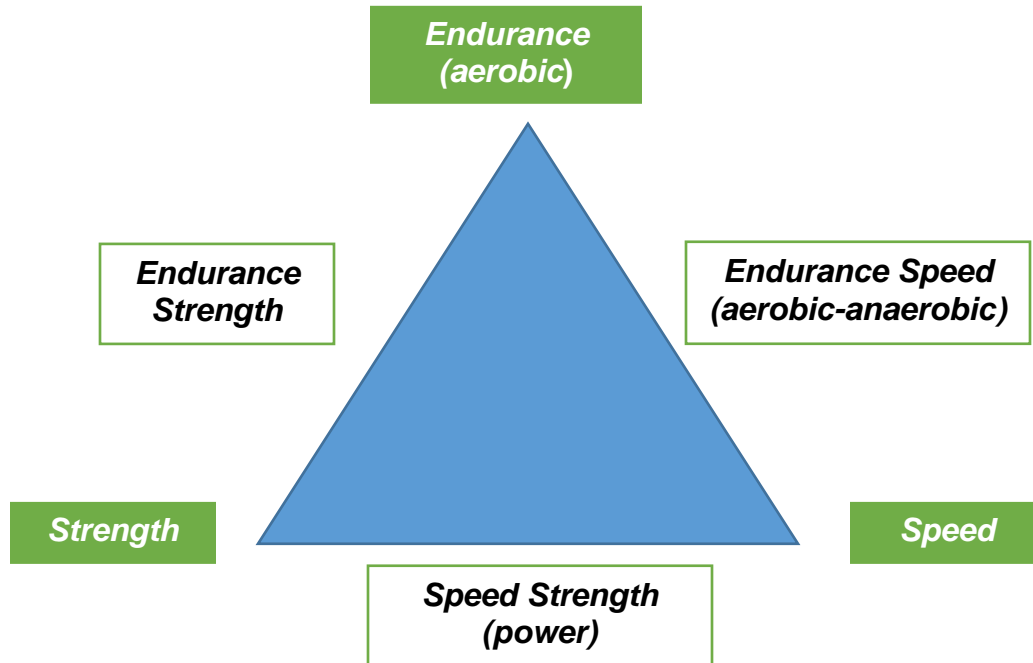 Endurance
(aerobic)
Endurance
Strength
Endurance Speed
(aerobic-anaerobic)
Strength
Speed
Speed Strength
(power)